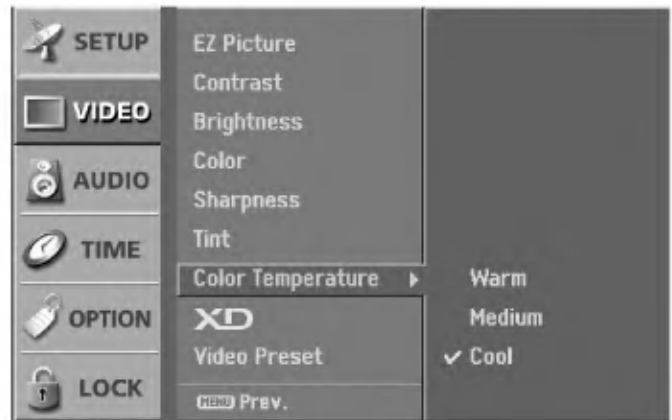 SETUP
VIDEO
AUDIO
TIME
OPTION
LOCK
EZ Picture
Contrast
Brightness
Color
Sharpness
Tint
Color Temperature
XD
Video Preset
MENU Prev.
Warm
Medium
Cool